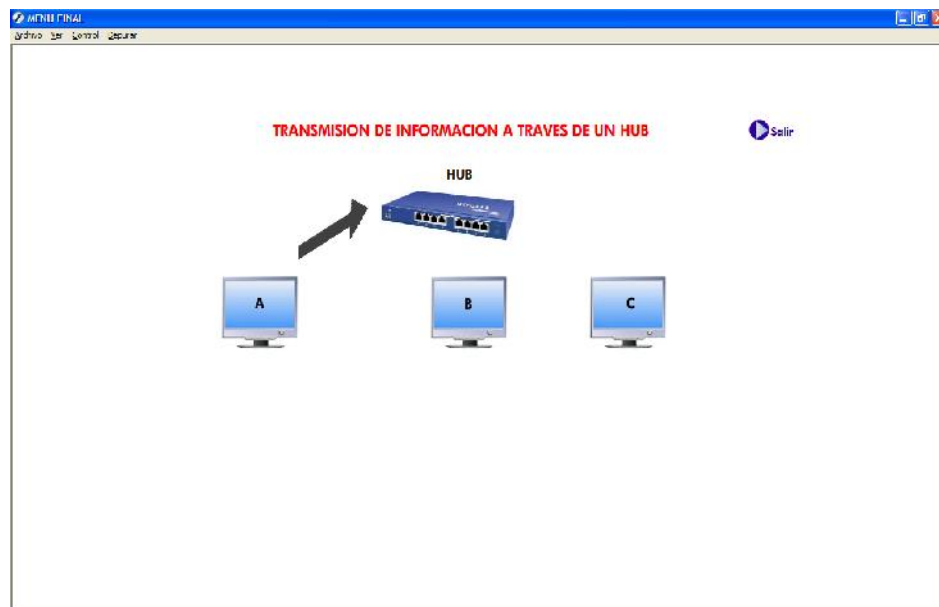 MENU FINAL
Archivo Ver Control Depurar
TRANSMISION DE INFORMACION A TRAVES DE UN HUB
Salir
HUB
A B C